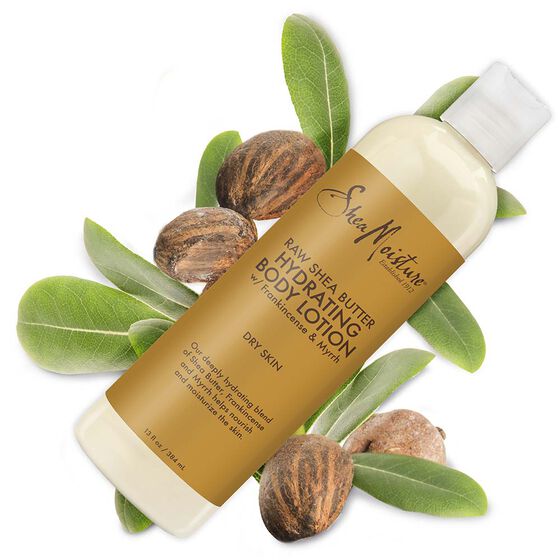 SheaMoisture®
Established 1912
RAW SHEA BUTTER
HYDRATING
BODY LOTION
w/ Frankincense & Myrrh
DRY SKIN
Our deeply hydrating blend
of Shea Butter, Frankincense
and Myrrh helps nourish
and moisturize the skin.
13 fl oz / 384 mL